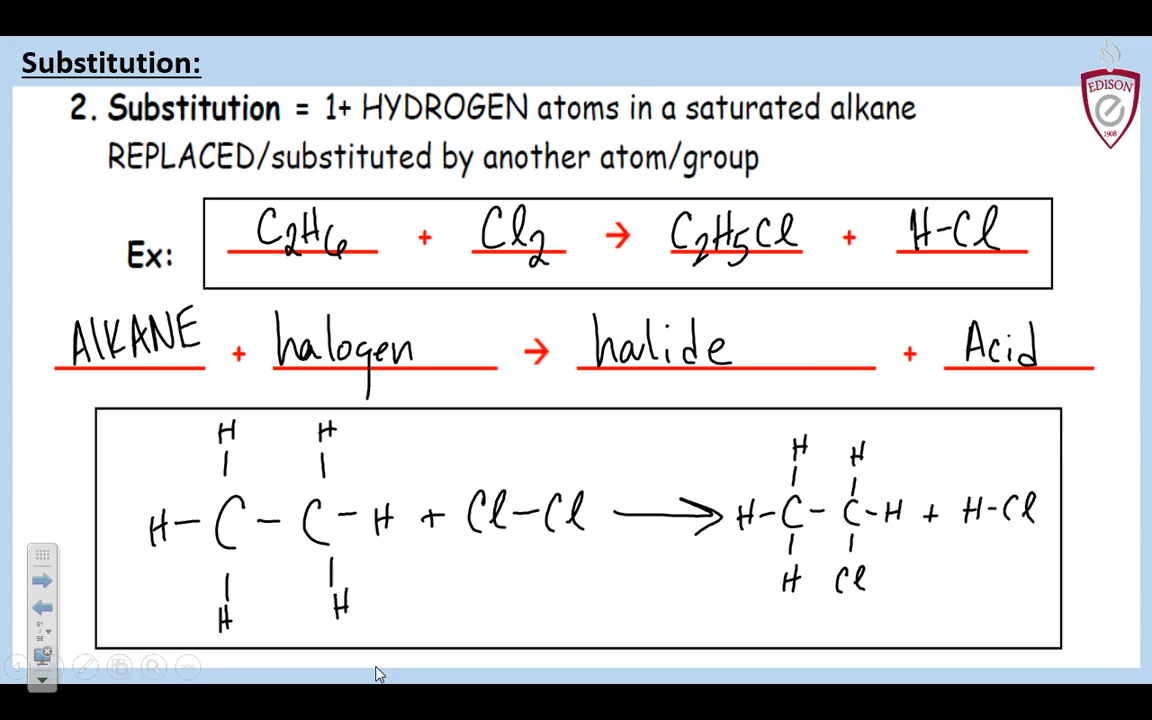 Substitution:
EDISON
e
1908
2. Substitution = 1+ HYDROGEN atoms in a saturated alkane
REPLACED/substituted by another atom/group
Ex: C2H6 + Cl2 → C2H5Cl + H-Cl
AlKANE + halogen → halide + Acid
H H
H H
H-C-C-H + Cl-Cl → H-C-C-H + H-Cl
H Cl
H H